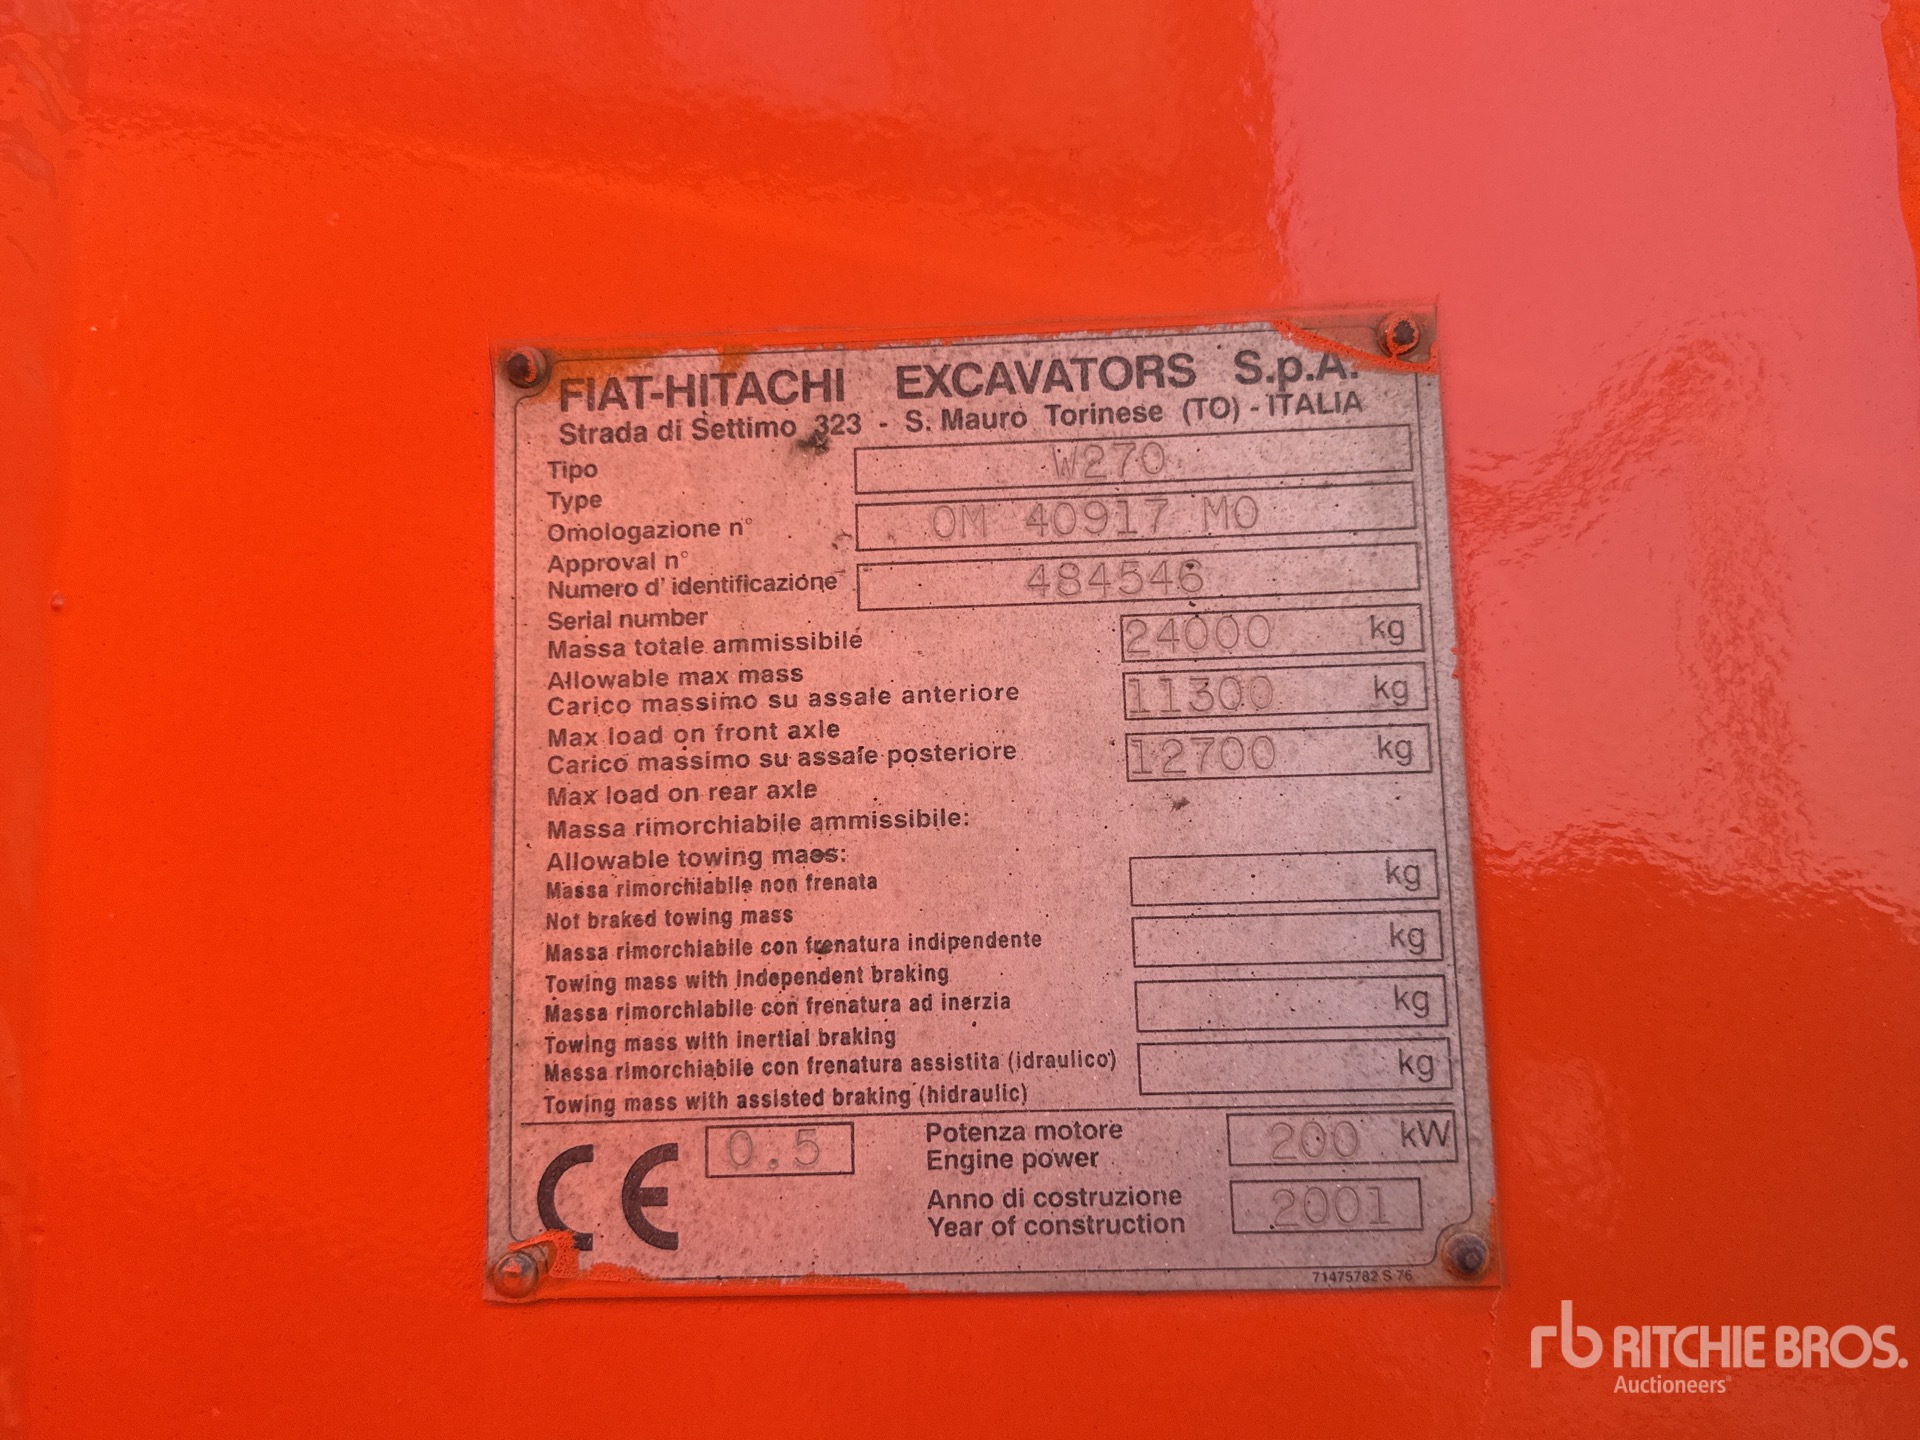 FIAT-HITACHI EXCAVATORS S.p.A.
Strada di Settimo 323 - S. Mauro Torinese (TO) - ITALIA
Tipo W270
Type
Omologazione n° OM 40917 MO
Approval n°
Numero d' identificazione 484546
Serial number
Massa totale ammissibile 24000 kg
Allowable max mass
Carico massimo su assale anteriore 11300 kg
Max load on front axle
Carico massimo su assale posteriore 12700 kg
Max load on rear axle
Massa rimorchiabile ammissibile:
Allowable towing mass:
Massa rimorchiabile non frenata kg
Not braked towing mass
Massa rimorchiabile con frenatura indipendente kg
Towing mass with independent braking
Massa rimorchiabile con frenatura ad inerzia kg
Towing mass with inertial braking
Massa rimorchiabile con frenatura assistita (idraulico) kg
Towing mass with assisted braking (hidraulic)
CE 0.5 Potenza motore 200 kW
Engine power
Anno di costruzione 2001
Year of construction
71475782 S 76
rb RITCHIE BROS.
Auctioneers